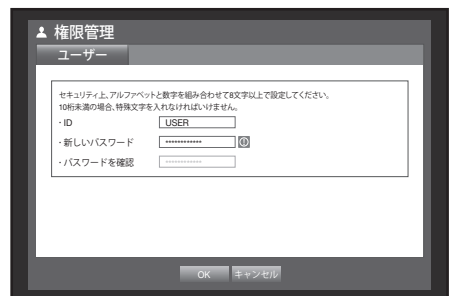 権限管理
ユーザー
セキュリティ上、アルファベットと数字を組み合わせて8文字以上で設定してください。
10桁未満の場合、特殊文字を入れなければいけません。
· ID USER
· 新しいパスワード ************
· パスワードを確認 ************
OK キャンセル